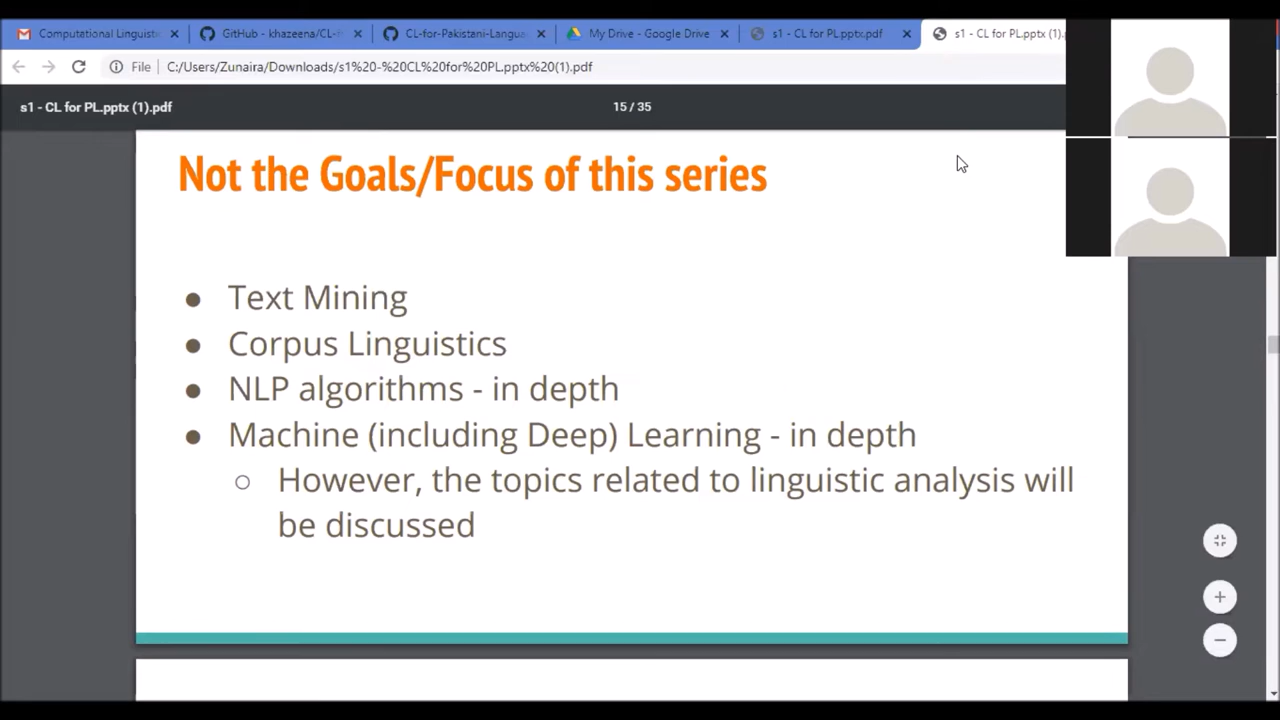 Computational Linguisti
GitHub - khazeena/CL-f
CL-for-Pakistani-Langua
My Drive - Google Drive
s1 - CL for PL.pptx.pdf
s1 - CL for PL.pptx (1).p
File
C:/Users/Zunaira/Downloads/s1%20-%20CL%20for%20PL.pptx%20(1).pdf
s1 - CL for PL.pptx (1).pdf
15 / 35
Not the Goals/Focus of this series
● Text Mining
● Corpus Linguistics
● NLP algorithms - in depth
● Machine (including Deep) Learning - in depth
○ However, the topics related to linguistic analysis will
be discussed